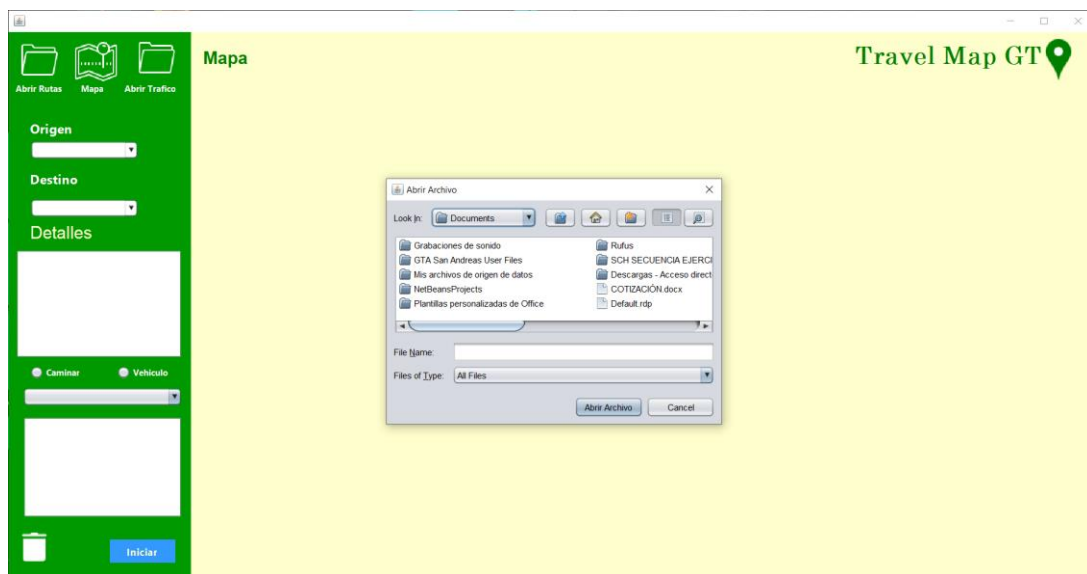 Abrir Rutas Mapa Abrir Trafico
Mapa
Travel Map GT
Origen
Destino
Detalles
Caminar Vehiculo
Iniciar
Abrir Archivo
Look In: Documents
Grabaciones de sonido
GTA San Andreas User Files
Mis archivos de origen de datos
NetBeansProjects
Plantillas personalizadas de Office
Rufus
SCH SECUENCIA EJERCI
Descargas - Acceso direct
COTIZACIÓN.docx
Default.rdp
File Name:
Files of Type: All Files
Abrir Archivo Cancel